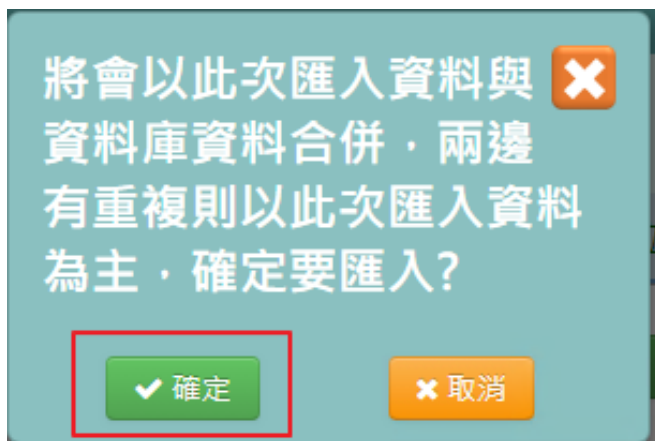 將會以此次匯入資料與
資料庫資料合併，兩邊
有重複則以此次匯入資料
為主，確定要匯入?
確定
取消